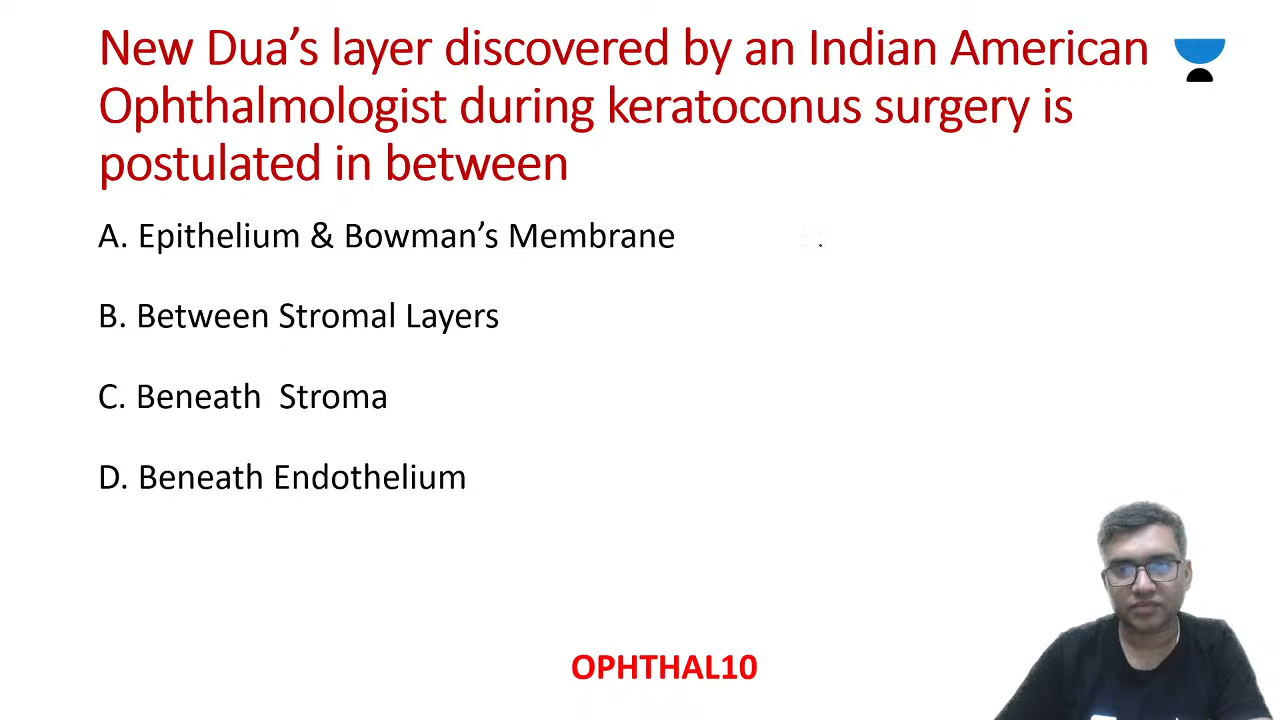 New Dua’s layer discovered by an Indian American
Ophthalmologist during keratoconus surgery is
postulated in between
A. Epithelium & Bowman’s Membrane
B. Between Stromal Layers
C. Beneath  Stroma
D. Beneath Endothelium
OPHTHAL10